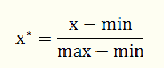 x* = (x − min) / (max − min)